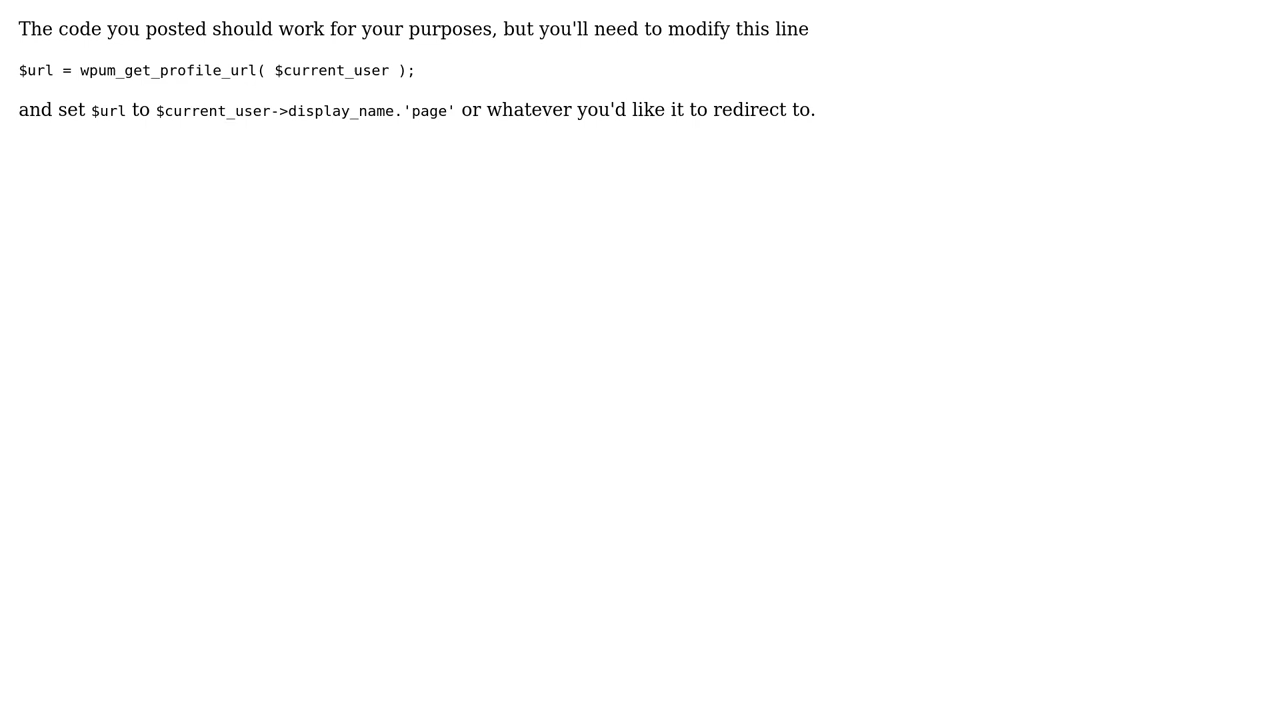 The code you posted should work for your purposes, but you'll need to modify this line
$url = wpum_get_profile_url( $current_user );
and set $url to $current_user->display_name.'page' or whatever you'd like it to redirect to.